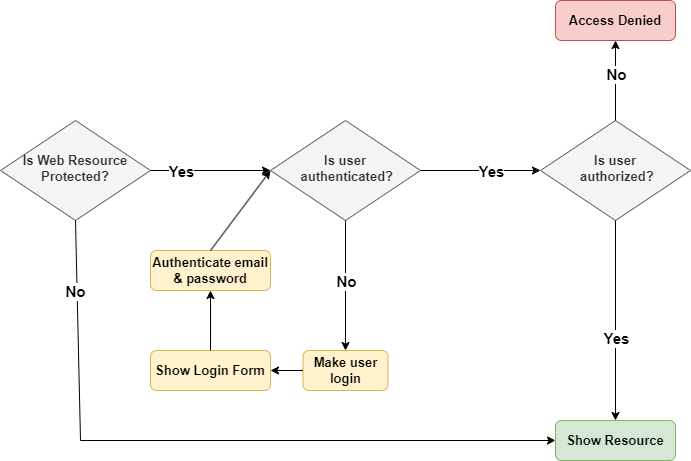 Access Denied
No
Is Web Resource
Protected?
Yes
Is user
authenticated?
Yes
Is user
authorized?
Authenticate email
& password
No
No
Yes
Show Login Form
Make user
login
Show Resource